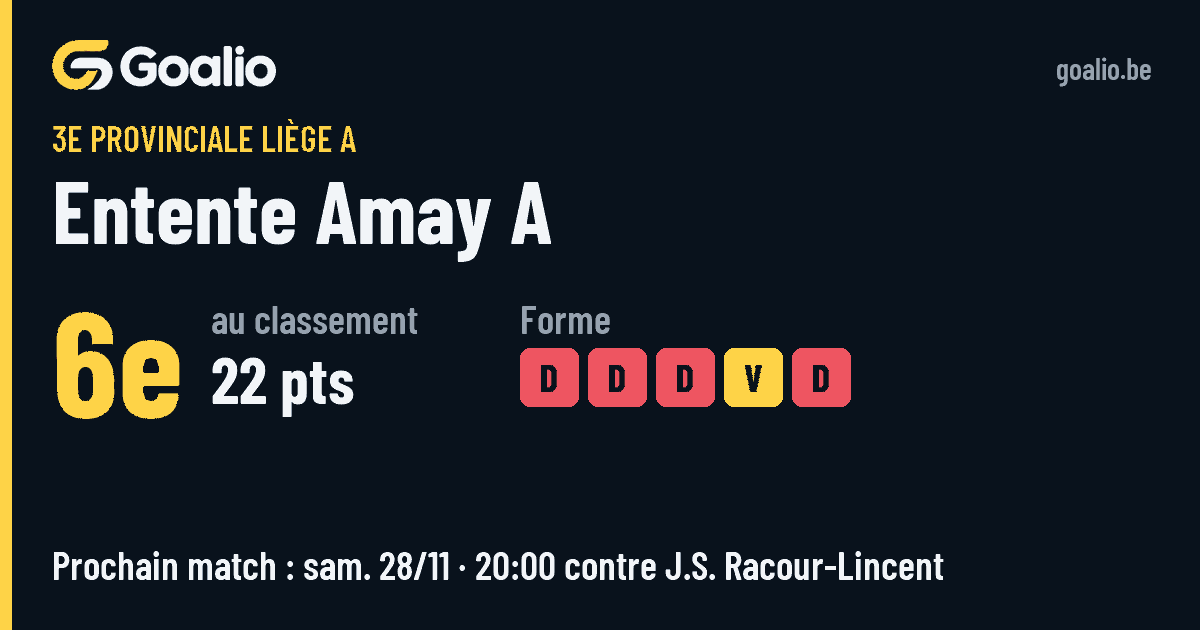 Goalio
goalio.be
3E PROVINCIALE LIÈGE A
Entente Amay A
6e
au classement
22 pts
Forme
D D D V D
Prochain match : sam. 28/11 · 20:00 contre J.S. Racour-Lincent